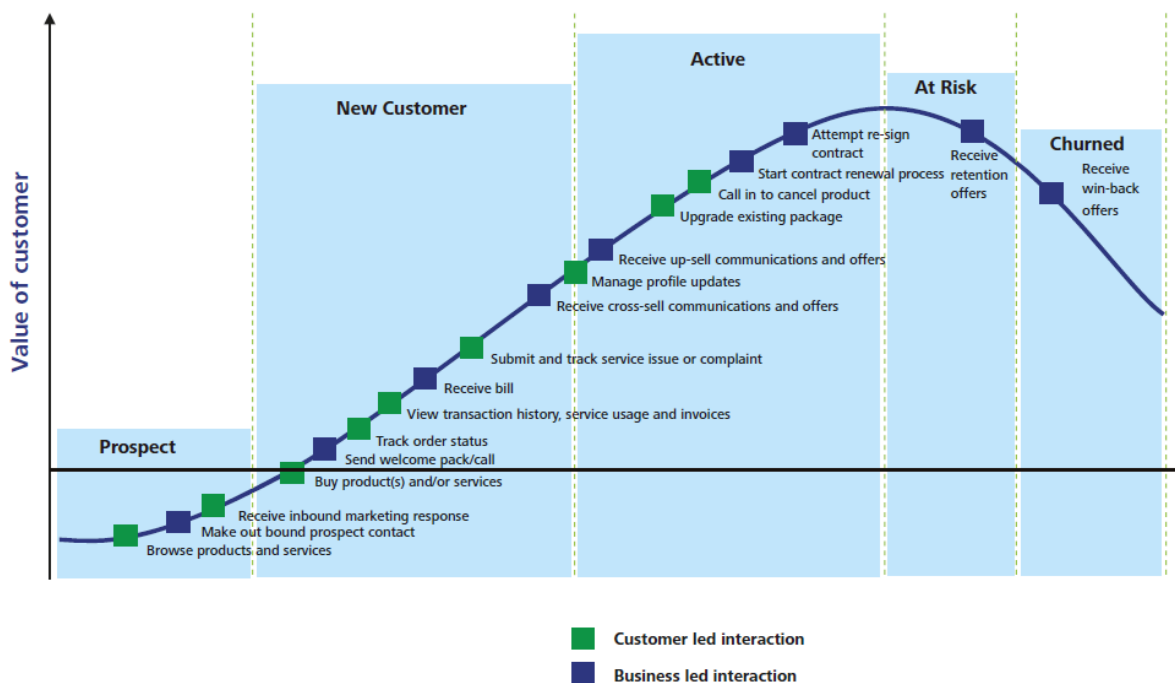 Value of customer
Prospect
New Customer
Active
At Risk
Churned
Browse products and services
Make out bound prospect contact
Receive inbound marketing response
Buy product(s) and/or services
Send welcome pack/call
Track order status
View transaction history, service usage and invoices
Receive bill
Submit and track service issue or complaint
Receive cross-sell communications and offers
Manage profile updates
Receive up-sell communications and offers
Upgrade existing package
Call in to cancel product
Start contract renewal process
Attempt re-sign
contract
Receive
retention
offers
Receive
win-back
offers
Customer led interaction
Business led interaction